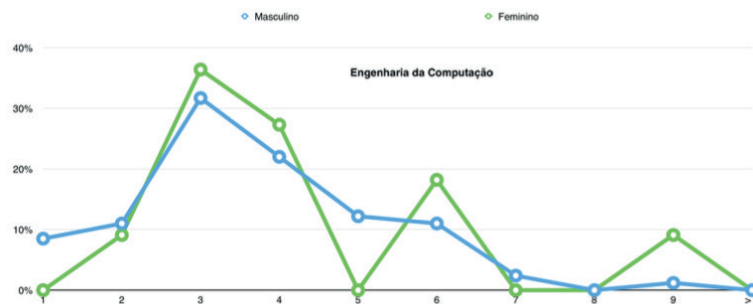 Masculino Feminino
40%
Engenharia da Computação
30%
20%
10%
0%
1 2 3 4 5 6 7 8 9 >